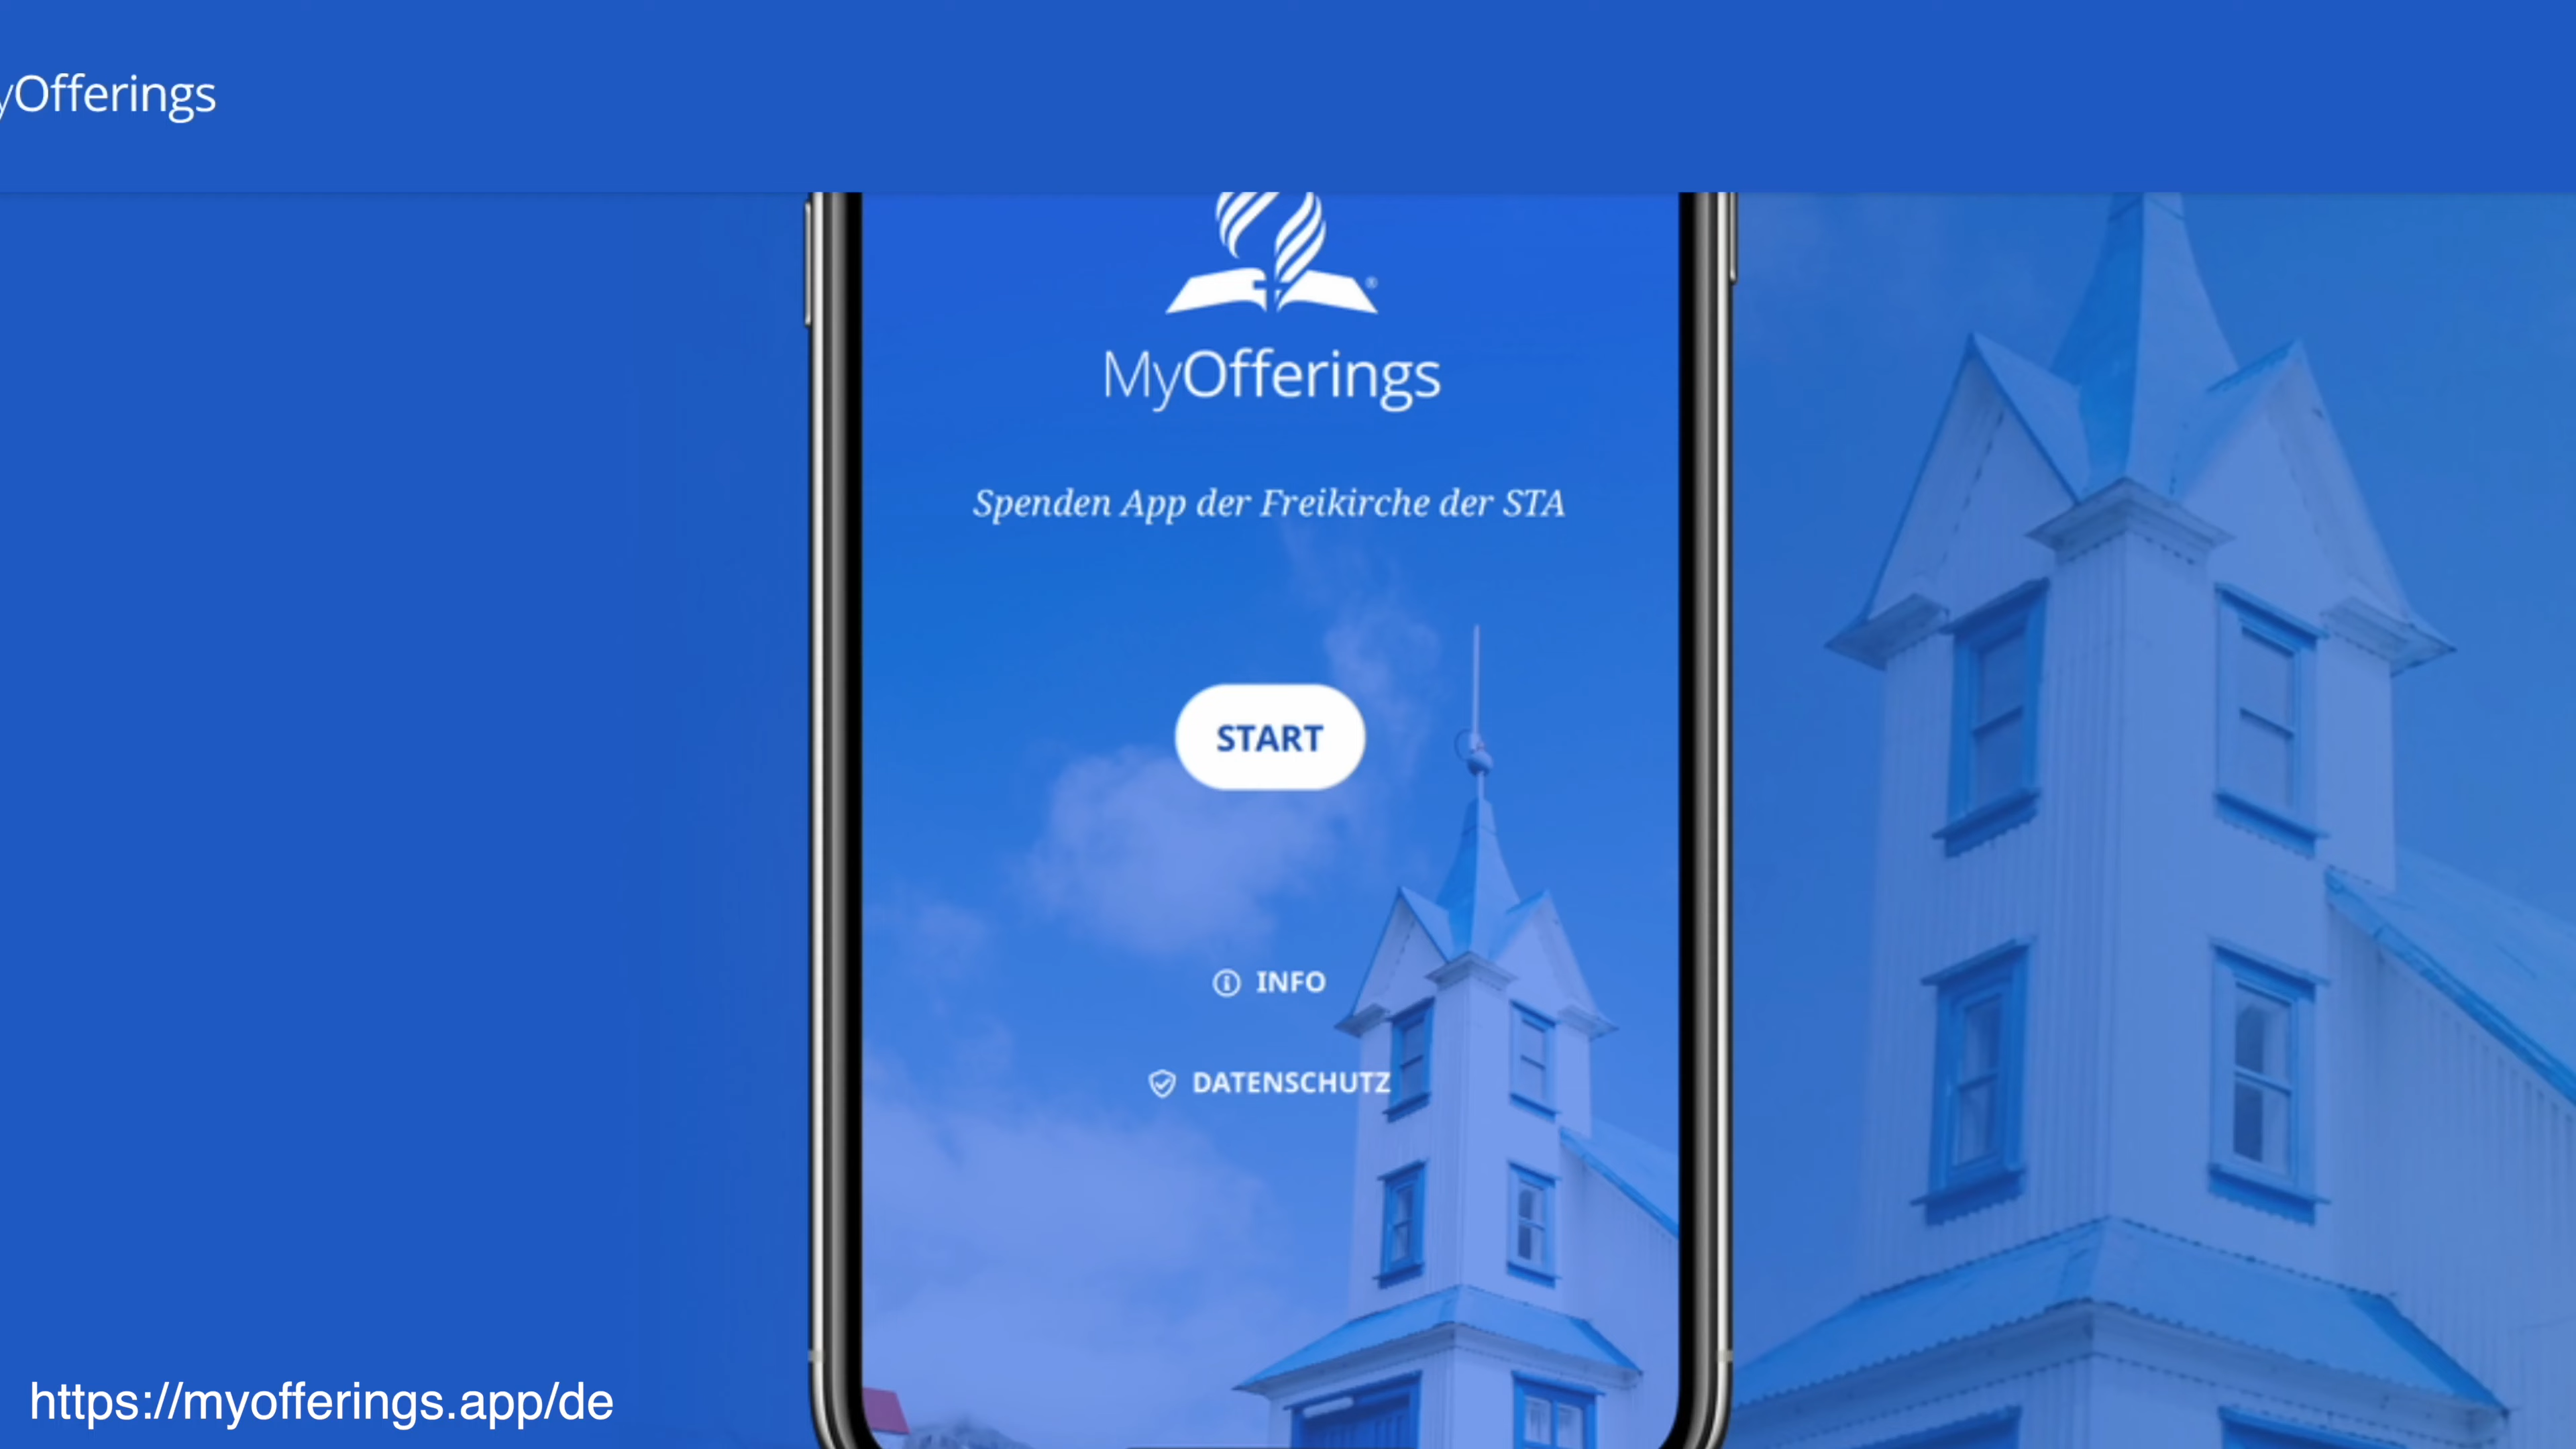 yOfferings
MyOfferings
Spenden App der Freikirche der STA
START
INFO
DATENSCHUTZ
https://myofferings.app/de